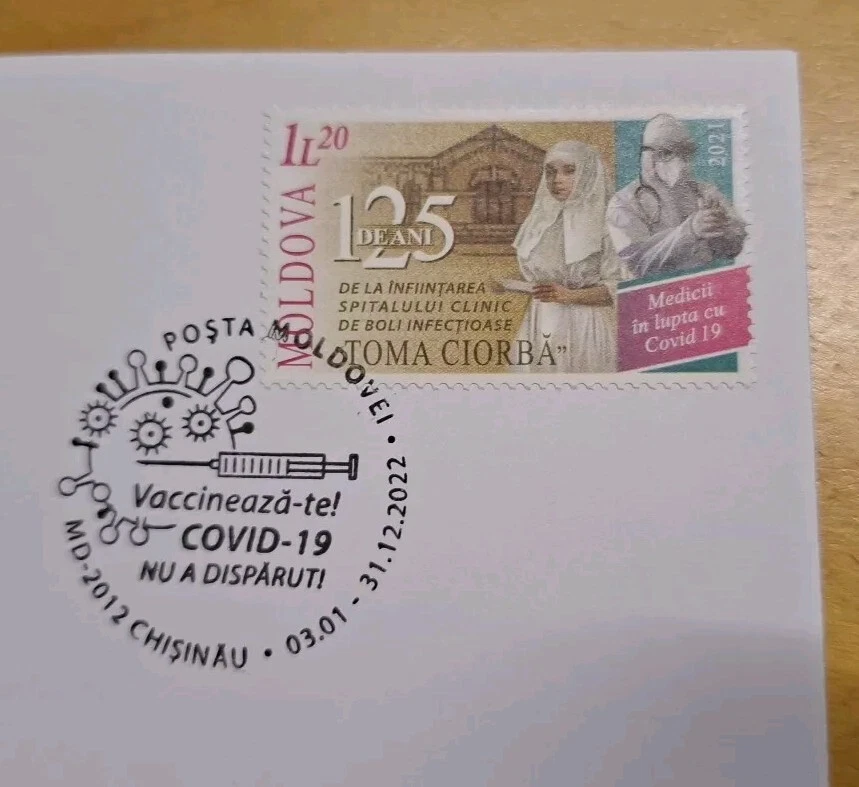 1L20
MOLDOVA
2021
125
DE ANI
DE LA ÎNFIINȚAREA
SPITALULUI CLINIC
DE BOLI INFECȚIOASE
"TOMA CIORBĂ"
Medicii
în lupta cu
Covid 19
POȘTA MOLDOVEI
Vaccinează-te!
COVID-19
NU A DISPĂRUT!
MD-2012 CHIȘINĂU • 03.01 - 31.12.2022 •